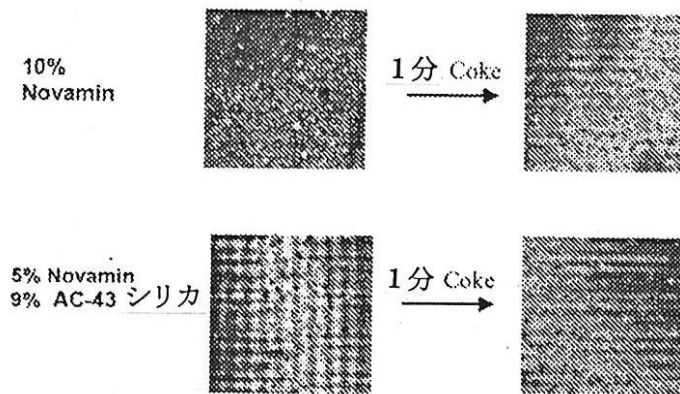 10%
Novamin
1分 Coke
5% Novamin
9% AC-43 シリカ
1分 Coke